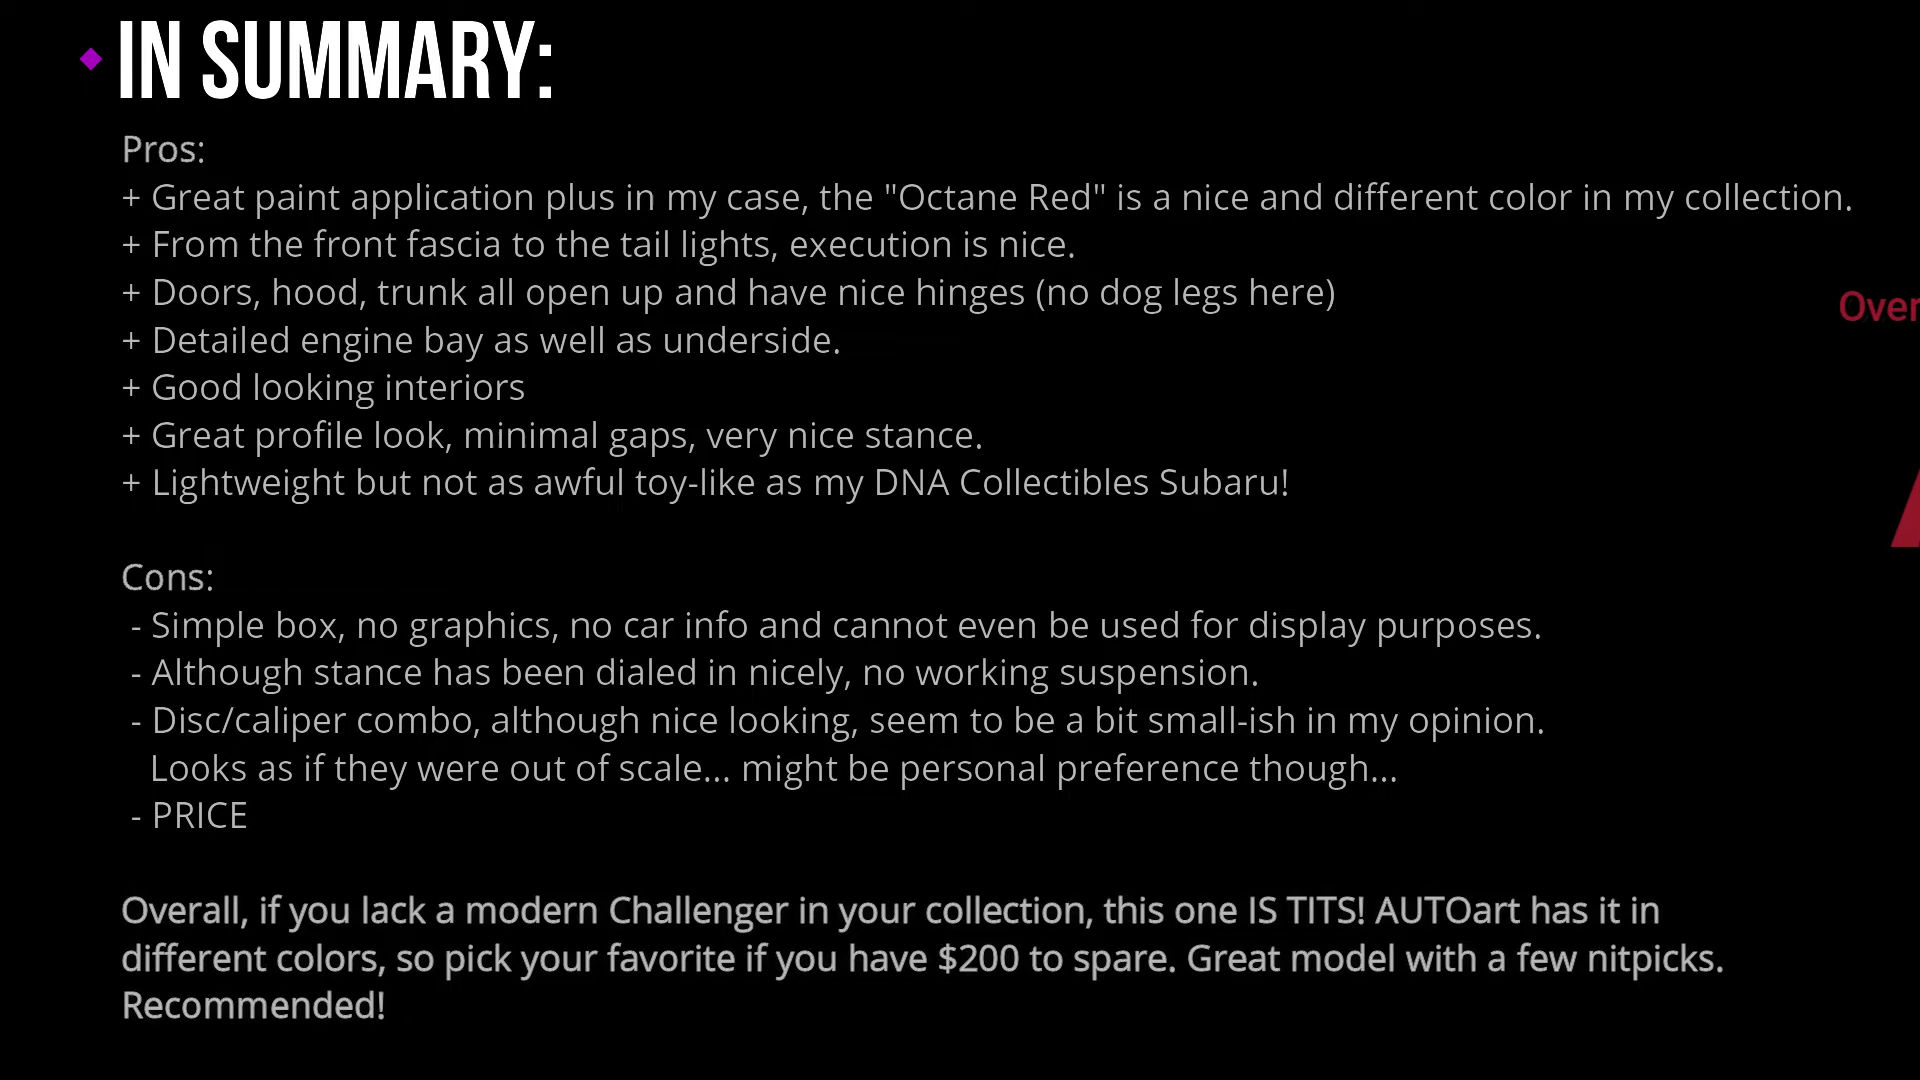 IN SUMMARY:
Pros:
+ Great paint application plus in my case, the "Octane Red" is a nice and different color in my collection.
+ From the front fascia to the tail lights, execution is nice.
+ Doors, hood, trunk all open up and have nice hinges (no dog legs here)
+ Detailed engine bay as well as underside.
+ Good looking interiors
+ Great profile look, minimal gaps, very nice stance.
+ Lightweight but not as awful toy-like as my DNA Collectibles Subaru!
Cons:
- Simple box, no graphics, no car info and cannot even be used for display purposes.
- Although stance has been dialed in nicely, no working suspension.
- Disc/caliper combo, although nice looking, seem to be a bit small-ish in my opinion.
Looks as if they were out of scale... might be personal preference though...
- PRICE
Overall, if you lack a modern Challenger in your collection, this one IS TITS! AUTOart has it in
different colors, so pick your favorite if you have $200 to spare. Great model with a few nitpicks.
Recommended!